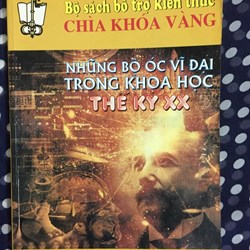 Bộ sách bổ trợ kiến thức
CHÌA KHÓA VÀNG
NHỮNG BỘ ÓC VĨ ĐẠI
TRONG KHOA HỌC
THẾ KỶ XX